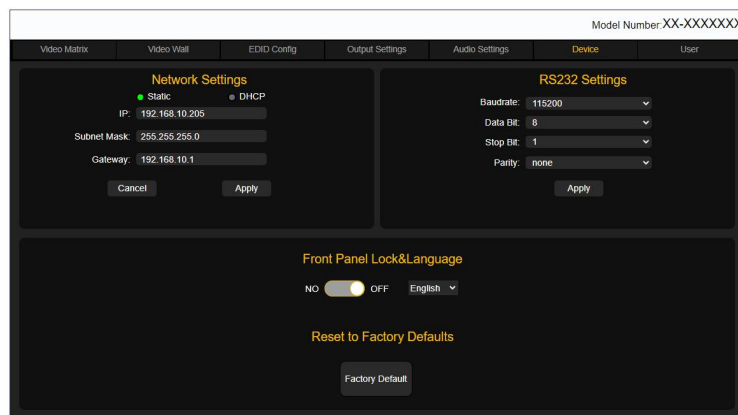 Model Number:XX-XXXXXXX
Video Matrix Video Wall EDID Config Output Settings Audio Settings Device User
Network Settings
Static DHCP
IP: 192.168.10.205
Subnet Mask: 255.255.255.0
Gateway: 192.168.10.1
Cancel Apply
RS232 Settings
Baudrate: 115200
Data Bit: 8
Stop Bit: 1
Parity: none
Apply
Front Panel Lock&Language
NO OFF English
Reset to Factory Defaults
Factory Default